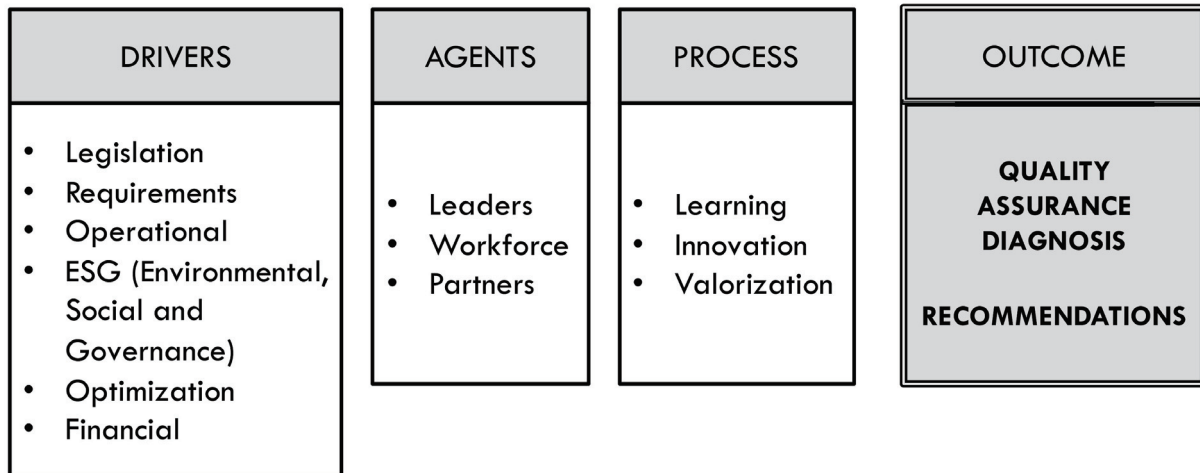 DRIVERS
• Legislation
• Requirements
• Operational
• ESG (Environmental,
Social and
Governance)
• Optimization
• Financial
AGENTS
• Leaders
• Workforce
• Partners
PROCESS
• Learning
• Innovation
• Valorization
OUTCOME
QUALITY
ASSURANCE
DIAGNOSIS
RECOMMENDATIONS